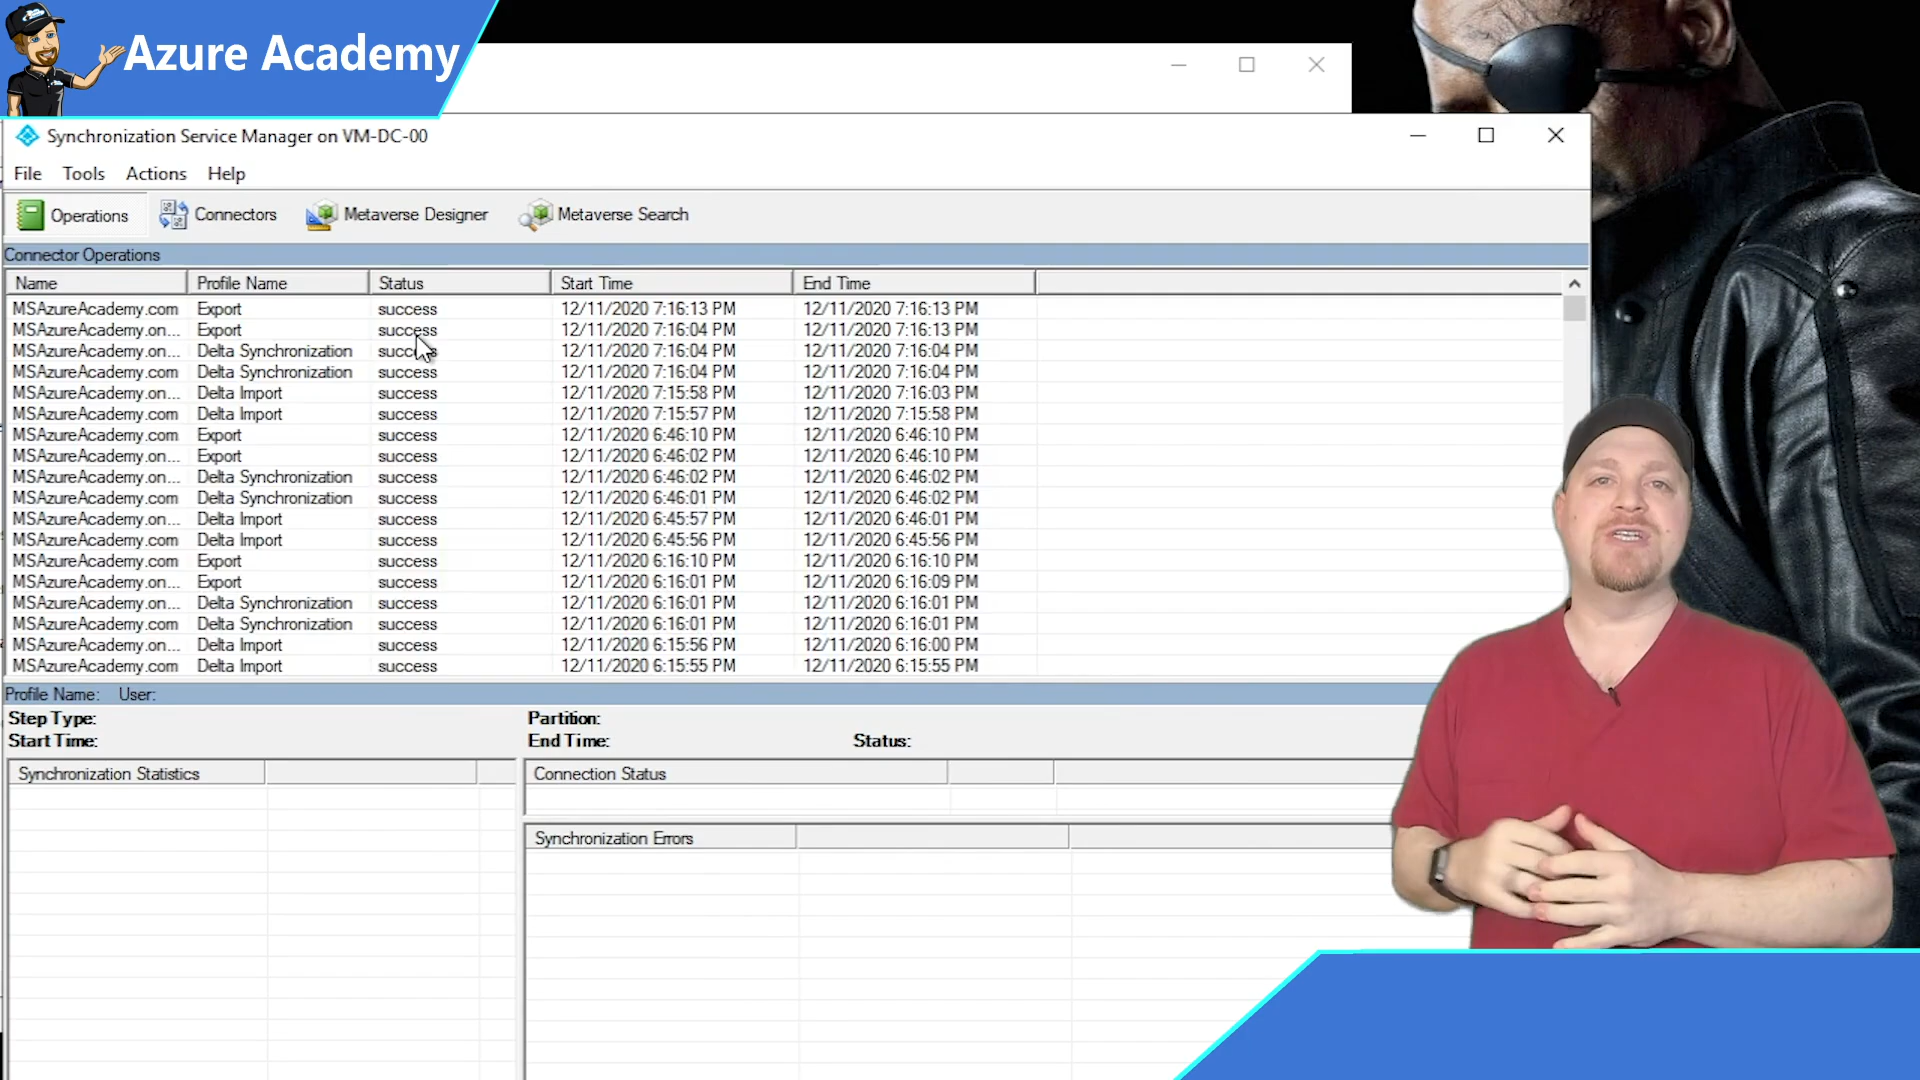 Azure Academy
Synchronization Service Manager on VM-DC-00
File Tools Actions Help
Operations Connectors Metaverse Designer Metaverse Search
Connector Operations
Name Profile Name Status Start Time End Time
MSAzureAcademy.com Export success 12/11/2020 7:16:13 PM 12/11/2020 7:16:13 PM
MSAzureAcademy.on... Export success 12/11/2020 7:16:04 PM 12/11/2020 7:16:13 PM
MSAzureAcademy.on... Delta Synchronization success 12/11/2020 7:16:04 PM 12/11/2020 7:16:04 PM
MSAzureAcademy.com Delta Synchronization success 12/11/2020 7:16:04 PM 12/11/2020 7:16:04 PM
MSAzureAcademy.on... Delta Import success 12/11/2020 7:15:58 PM 12/11/2020 7:16:03 PM
MSAzureAcademy.com Delta Import success 12/11/2020 7:15:57 PM 12/11/2020 7:15:58 PM
MSAzureAcademy.com Export success 12/11/2020 6:46:10 PM 12/11/2020 6:46:10 PM
MSAzureAcademy.on... Export success 12/11/2020 6:46:02 PM 12/11/2020 6:46:10 PM
MSAzureAcademy.on... Delta Synchronization success 12/11/2020 6:46:02 PM 12/11/2020 6:46:02 PM
MSAzureAcademy.com Delta Synchronization success 12/11/2020 6:46:01 PM 12/11/2020 6:46:02 PM
MSAzureAcademy.on... Delta Import success 12/11/2020 6:45:57 PM 12/11/2020 6:46:01 PM
MSAzureAcademy.com Delta Import success 12/11/2020 6:45:56 PM 12/11/2020 6:45:56 PM
MSAzureAcademy.com Export success 12/11/2020 6:16:10 PM 12/11/2020 6:16:10 PM
MSAzureAcademy.on... Export success 12/11/2020 6:16:01 PM 12/11/2020 6:16:09 PM
MSAzureAcademy.on... Delta Synchronization success 12/11/2020 6:16:01 PM 12/11/2020 6:16:01 PM
MSAzureAcademy.com Delta Synchronization success 12/11/2020 6:16:01 PM 12/11/2020 6:16:01 PM
MSAzureAcademy.on... Delta Import success 12/11/2020 6:15:56 PM 12/11/2020 6:16:00 PM
MSAzureAcademy.com Delta Import success 12/11/2020 6:15:55 PM 12/11/2020 6:15:55 PM
Profile Name: User:
Step Type: Partition:
Start Time: End Time: Status:
Synchronization Statistics Connection Status
Synchronization Errors